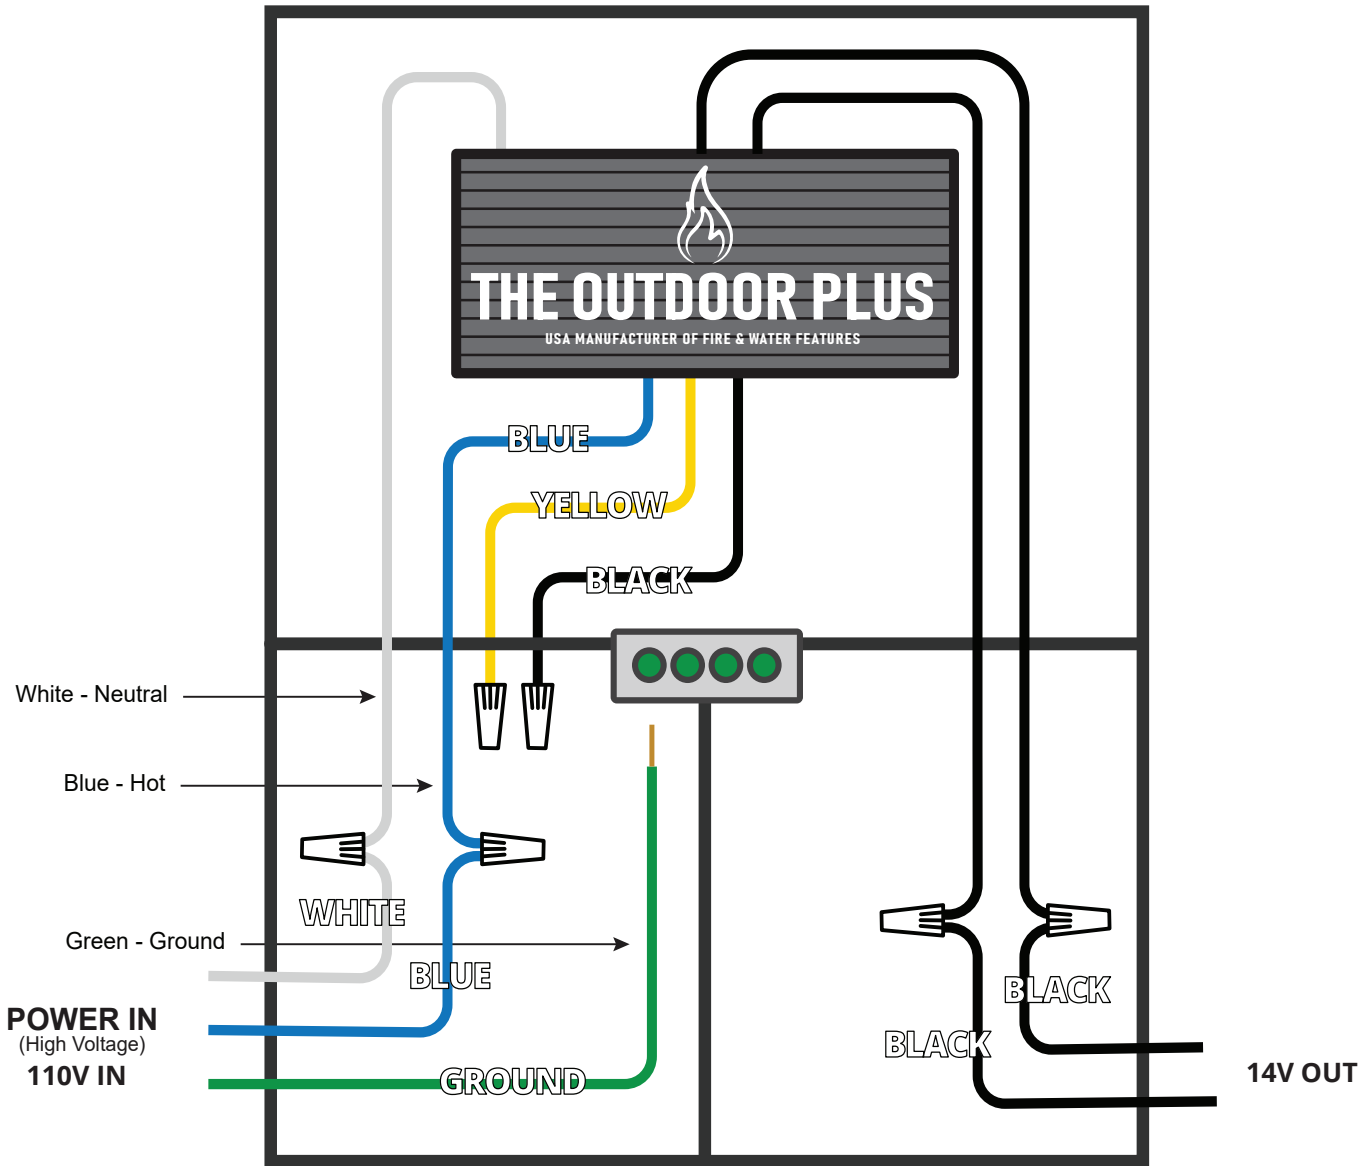 THE OUTDOOR PLUS
USA MANUFACTURER OF FIRE & WATER FEATURES
BLUE
YELLOW
BLACK
White - Neutral
Blue - Hot
WHITE
Green - Ground
BLUE
BLACK
POWER IN
(High Voltage)
110V IN
BLACK
14V OUT
GROUND